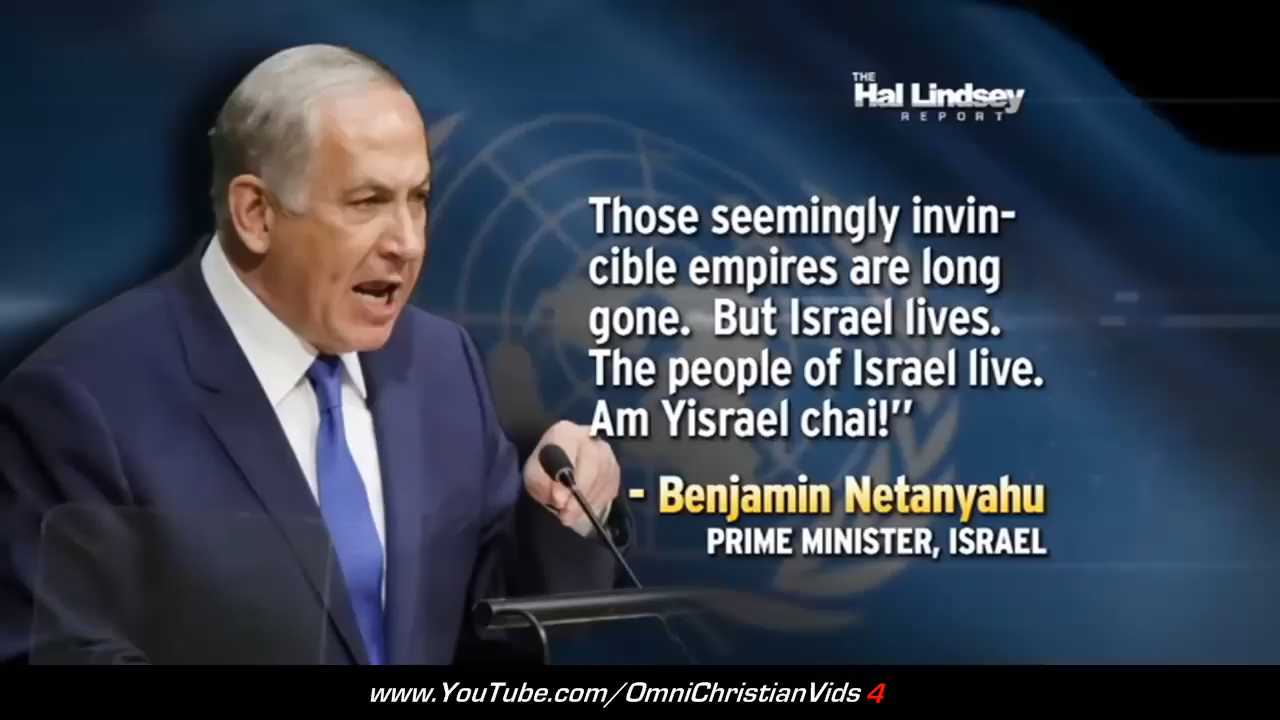 THE
Hal Lindsey
REPORT
Those seemingly invin-
cible empires are long
gone.  But Israel lives.
The people of Israel live.
Am Yisrael chai!”
- Benjamin Netanyahu
PRIME MINISTER, ISRAEL
www.YouTube.com/OmniChristianVids 4